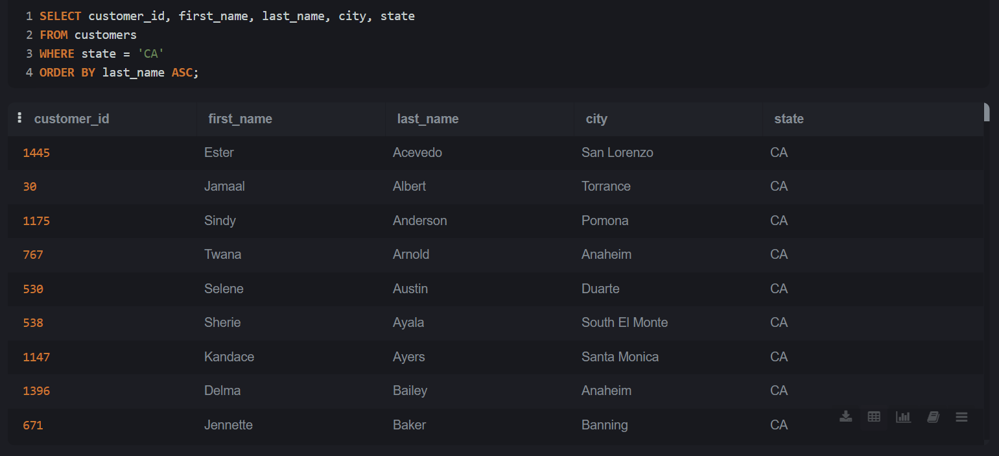 1 SELECT customer_id, first_name, last_name, city, state
2 FROM customers
3 WHERE state = 'CA'
4 ORDER BY last_name ASC;
customer_id first_name last_name city state
1445 Ester Acevedo San Lorenzo CA
30 Jamaal Albert Torrance CA
1175 Sindy Anderson Pomona CA
767 Twana Arnold Anaheim CA
530 Selene Austin Duarte CA
538 Sherie Ayala South El Monte CA
1147 Kandace Ayers Santa Monica CA
1396 Delma Bailey Anaheim CA
671 Jennette Baker Banning CA